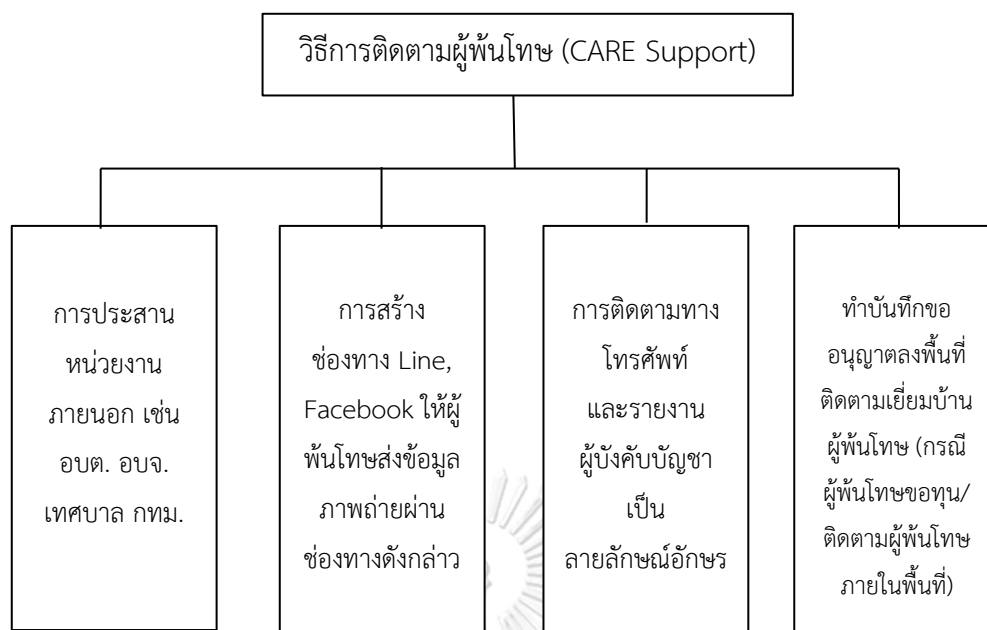 วิธีการติดตามผู้พ้นโทษ (CARE Support)
การประสาน
หน่วยงาน
ภายนอก เช่น
อบต. อบจ.
เทศบาล กทม.
การสร้าง
ช่องทาง Line,
Facebook ให้ผู้
พ้นโทษส่งข้อมูล
ภาพถ่ายผ่าน
ช่องทางดังกล่าว
การติดตามทาง
โทรศัพท์
และรายงาน
ผู้บังคับบัญชา
เป็น
ลายลักษณ์อักษร
ทำบันทึกขอ
อนุญาตลงพื้นที่
ติดตามเยี่ยมบ้าน
ผู้พ้นโทษ (กรณี
ผู้พ้นโทษขอทุน/
ติดตามผู้พ้นโทษ
ภายในพื้นที่)